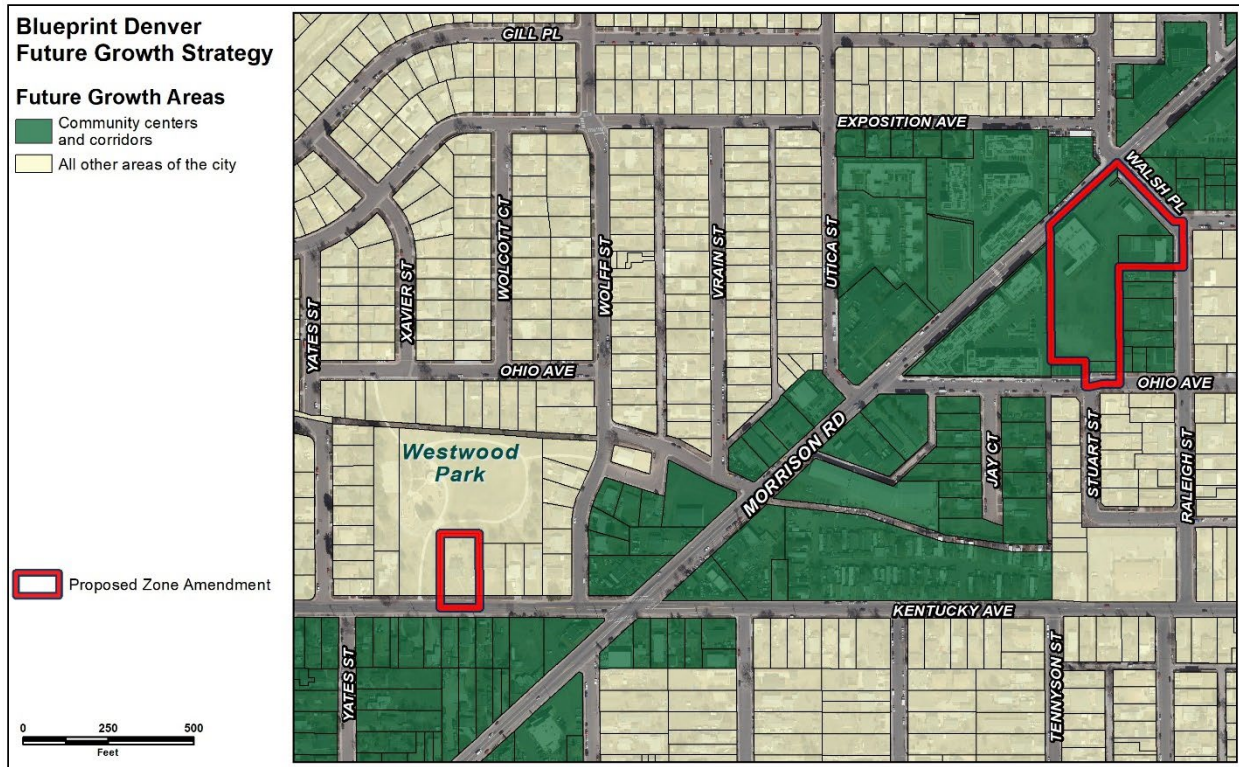 Blueprint Denver
Future Growth Strategy
Future Growth Areas
Community centers
and corridors
All other areas of the city
Proposed Zone Amendment
0 250 500
Feet
GILL PL
EXPOSITION AVE
WALSH PL
YATES ST
XAVIER ST
WOLCOTT CT
WOLFF ST
VRAIN ST
UTICA ST
OHIO AVE
OHIO AVE
Westwood
Park
MORRISON RD
JAY CT
STUART ST
RALEIGH ST
KENTUCKY AVE
YATES ST
TENNYSON ST